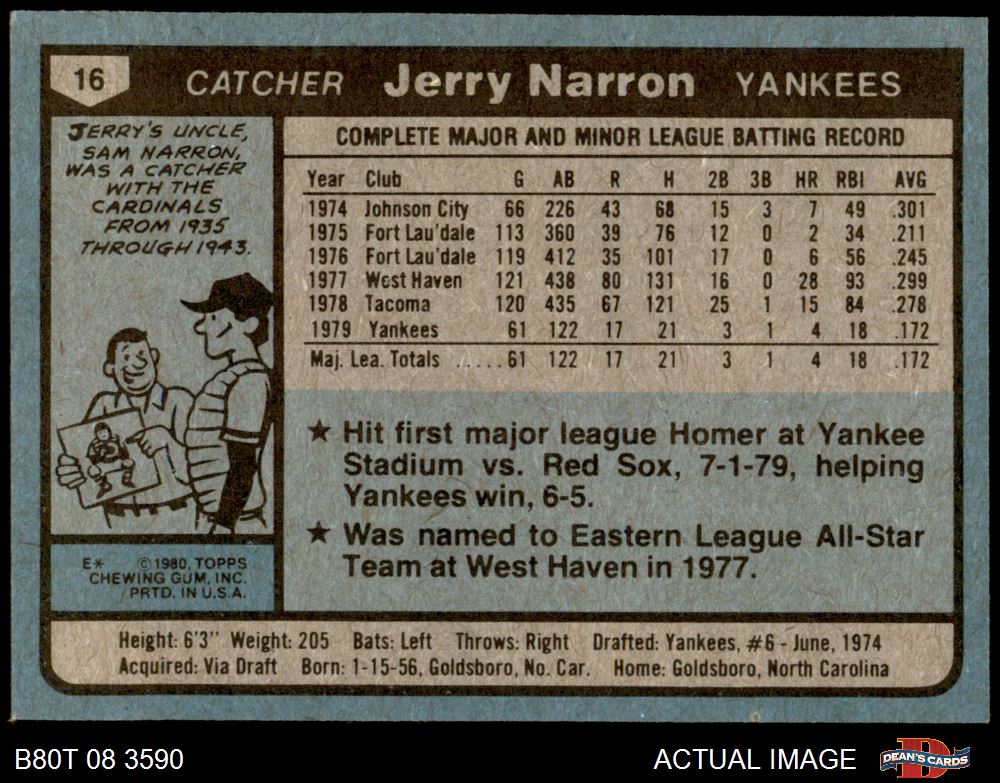 16 CATCHER Jerry Narron YANKEES
JERRY'S UNCLE,
SAM NARRON,
WAS A CATCHER
WITH THE
CARDINALS
FROM 1935
THROUGH 1943.
COMPLETE MAJOR AND MINOR LEAGUE BATTING RECORD
Year Club G AB R H 2B 3B HR RBI AVG
1974 Johnson City 66 226 43 68 15 3 7 49 .301
1975 Fort Lau'dale 113 360 39 76 12 0 2 34 .211
1976 Fort Lau'dale 119 412 35 101 17 0 6 56 .245
1977 West Haven 121 438 80 131 16 0 28 93 .299
1978 Tacoma 120 435 67 121 25 1 15 84 .278
1979 Yankees 61 122 17 21 3 1 4 18 .172
Maj. Lea. Totals .....61 122 17 21 3 1 4 18 .172
★ Hit first major league Homer at Yankee
Stadium vs. Red Sox, 7-1-79, helping
Yankees win, 6-5.
★ Was named to Eastern League All-Star
Team at West Haven in 1977.
E* ©1980, TOPPS
CHEWING GUM, INC.
PRTD. IN U.S.A.
Height: 6'3" Weight: 205 Bats: Left Throws: Right Drafted: Yankees, #6 - June, 1974
Acquired: Via Draft Born: 1-15-56, Goldsboro, No. Car. Home: Goldsboro, North Carolina
B80T 08 3590 ACTUAL IMAGE DEAN'S CARDS